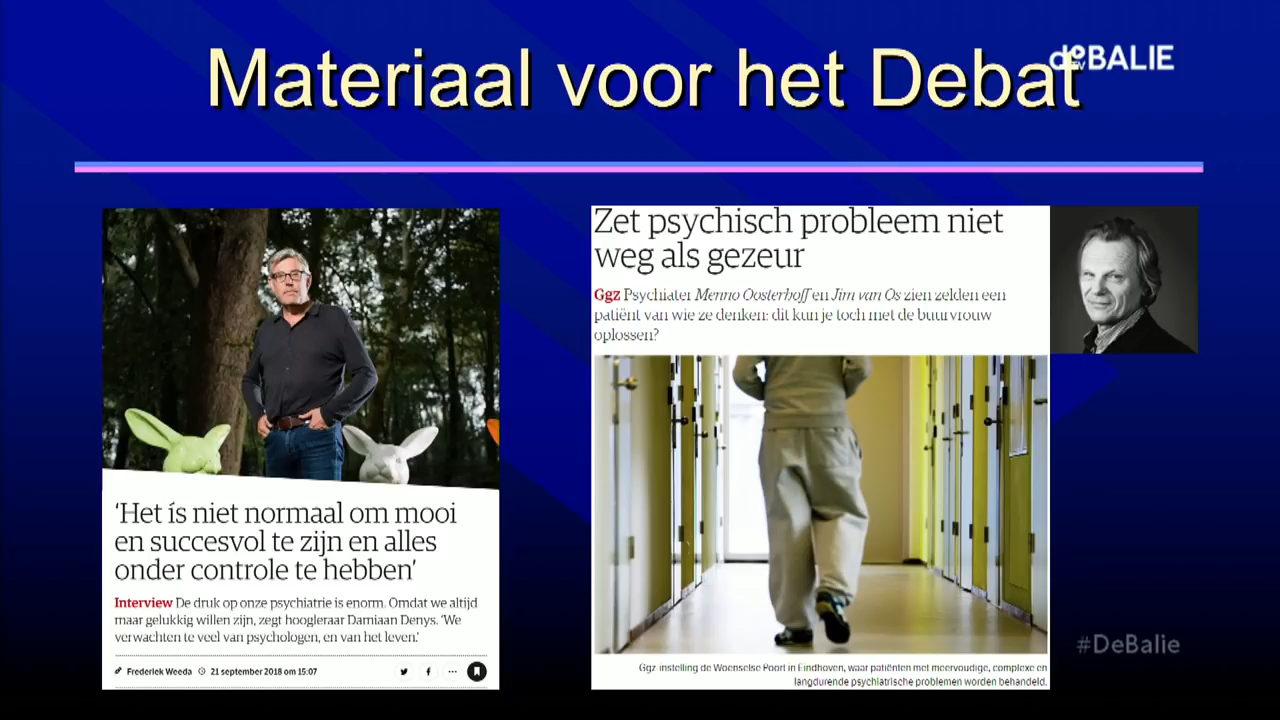 Materiaal voor het Debat
de BALIE
TV
'Het ís niet normaal om mooi
en succesvol te zijn en alles
onder controle te hebben'
Interview De druk op onze psychiatrie is enorm. Omdat we altijd
maar gelukkig willen zijn, zegt hoogleraar Damiaan Denys. 'We
verwachten te veel van psychologen, en van het leven.'
Frederiek Weeda 21 september 2018 om 15:07
Zet psychisch probleem niet
weg als gezeur
Ggz Psychiater Menno Oosterhoff en Jim van Os zien zelden een
patiënt van wie ze denken: dit kun je toch met de buurvrouw
oplossen?
Ggz instelling de Woenselse Poort in Eindhoven, waar patiënten met meervoudige, complexe en
langdurende psychiatrische problemen worden behandeld.
#DeBalie